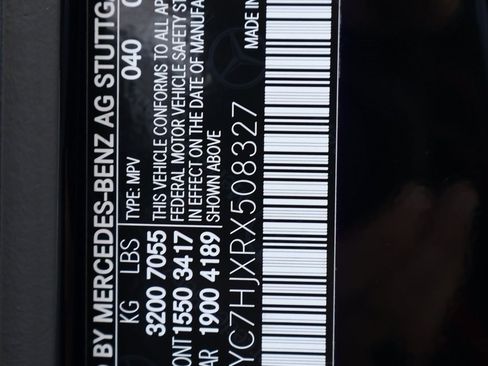 D BY MERCEDES-BENZ AG STUTTGA
040
KG LBS TYPE: MPV
3200 7055 THIS VEHICLE CONFORMS TO ALL AP
FEDERAL MOTOR VEHICLE SAFETY ST
ONT 1550 3417 IN EFFECT ON THE DATE OF MANUFA
AR 1900 4189 SHOWN ABOVE
YC7HJXRX508327
MADE IN